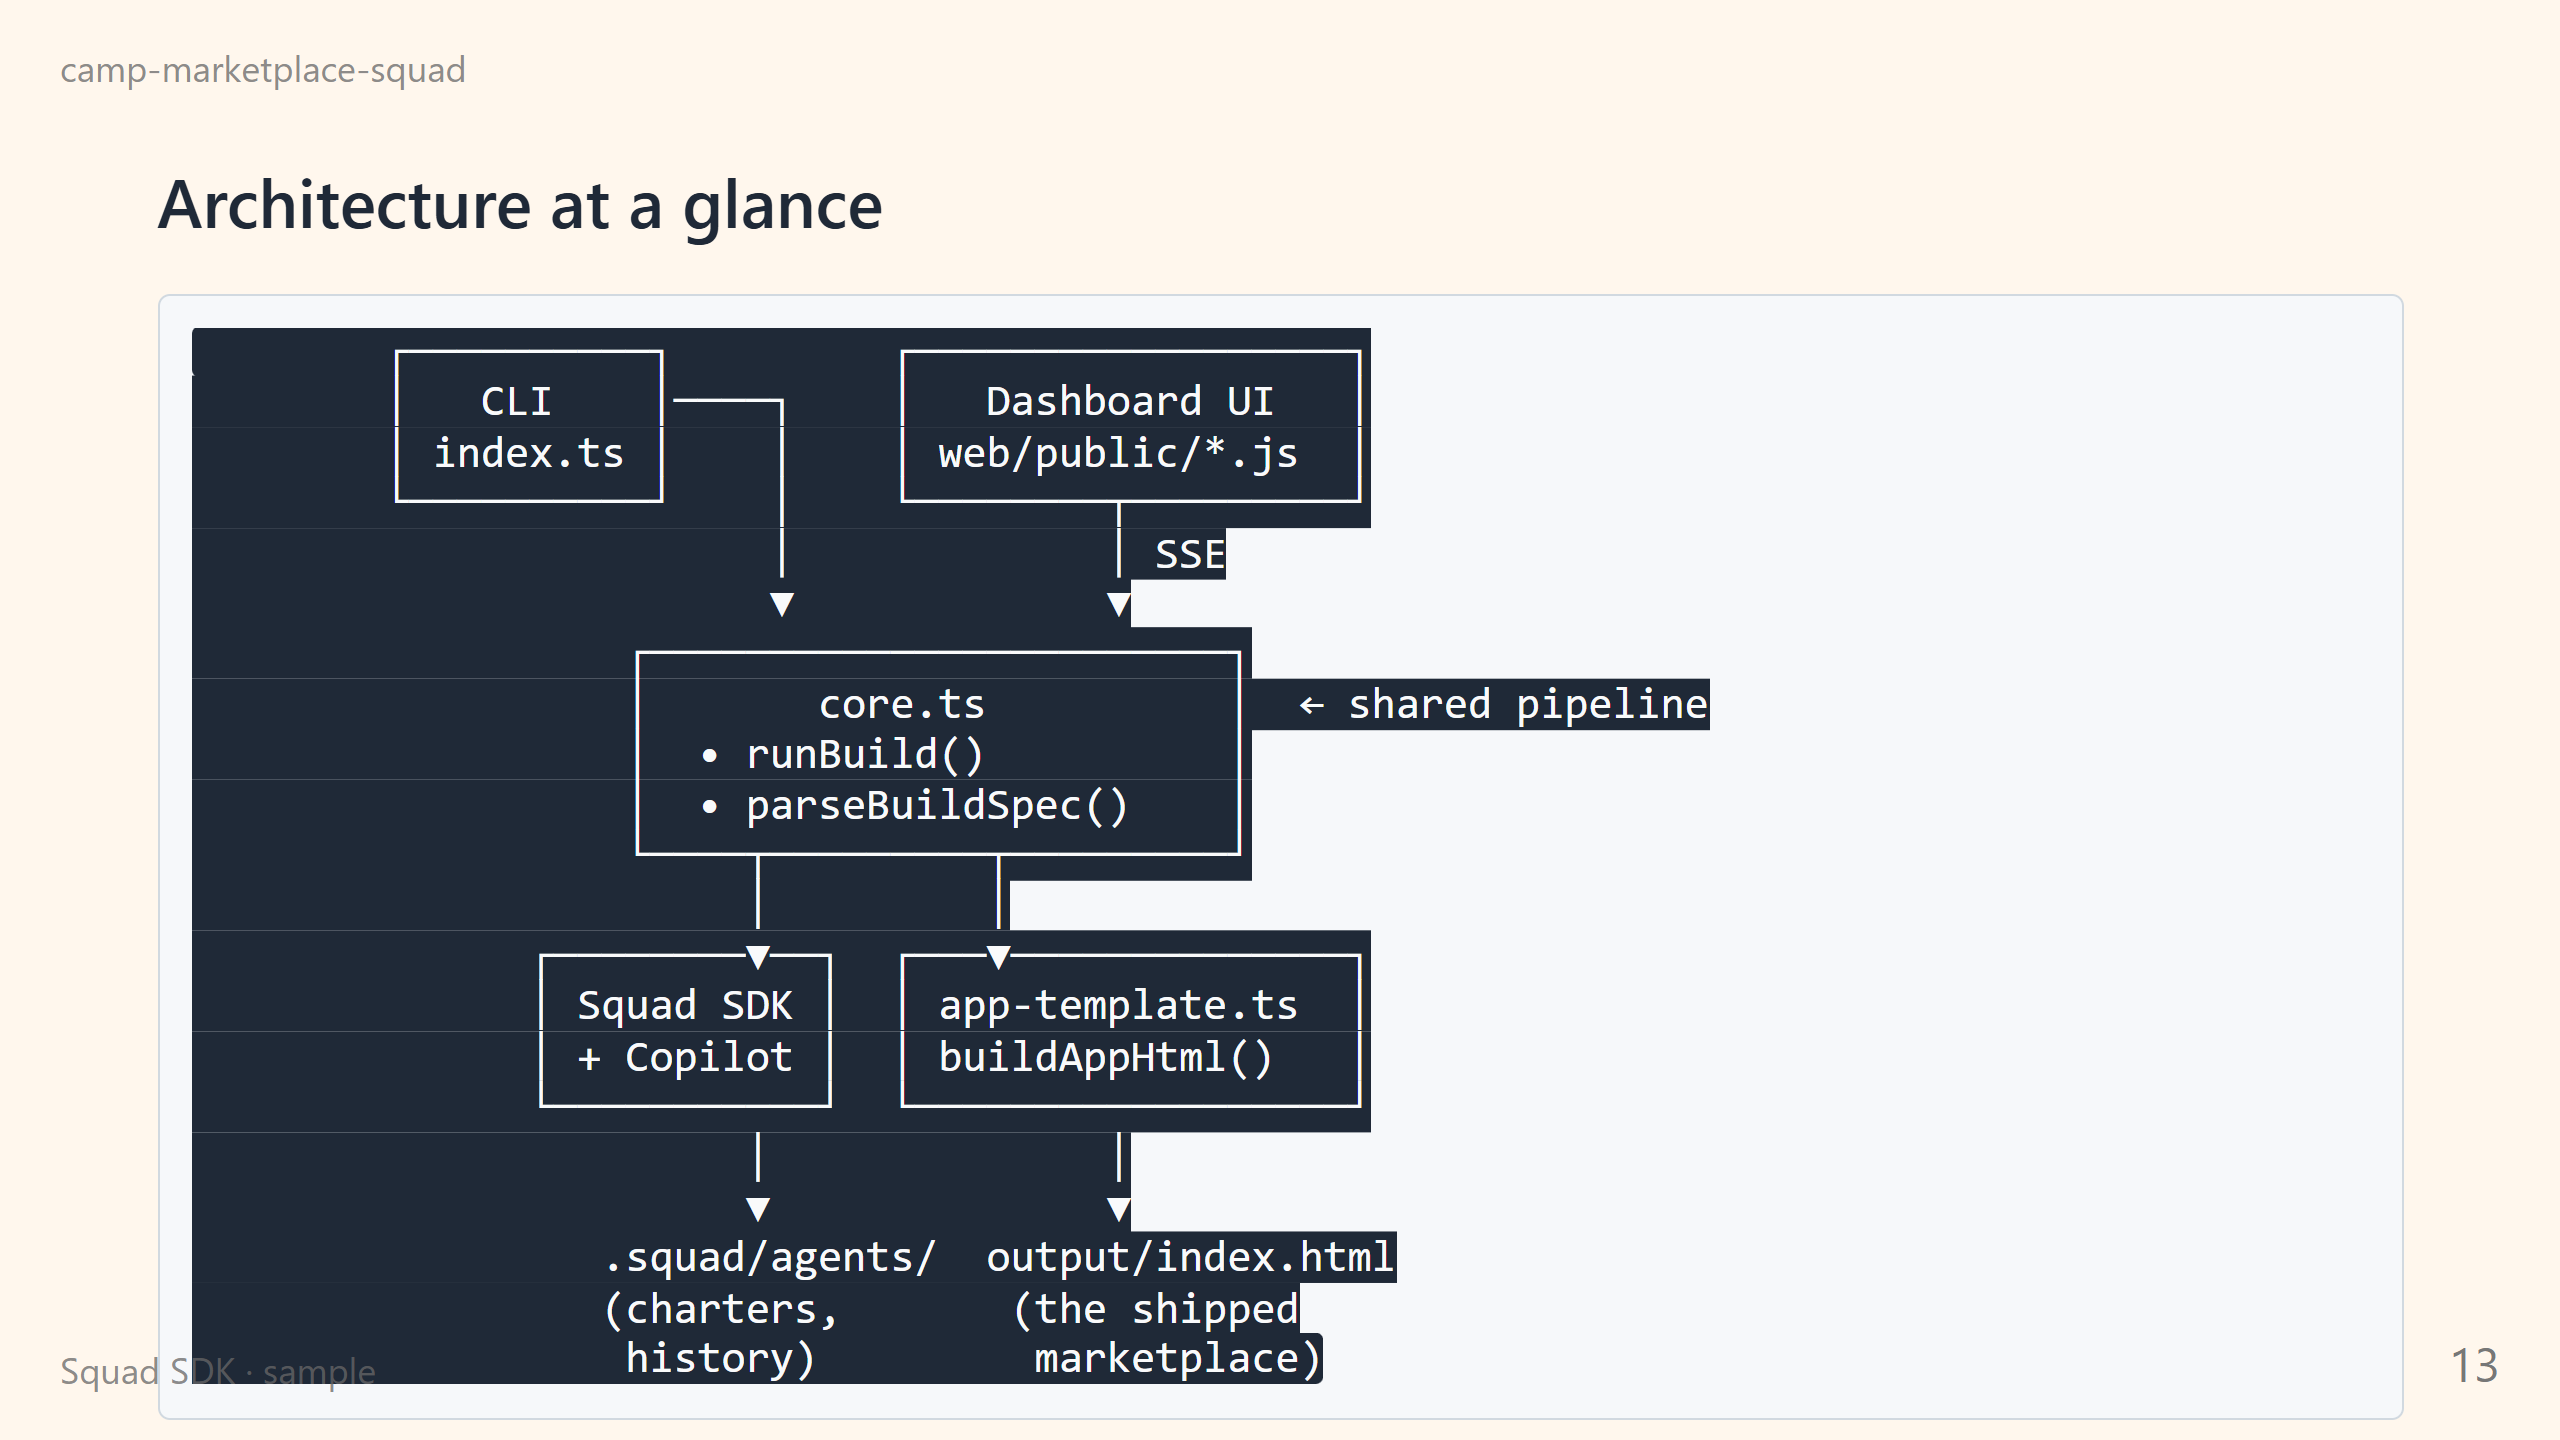 camp-marketplace-squad
Architecture at a glance
CLI Dashboard UI
index.ts web/public/*.js
SSE
▼ ▼
core.ts ← shared pipeline
• runBuild()
• parseBuildSpec()
▼ ▼
Squad SDK app-template.ts
+ Copilot buildAppHtml()
▼ ▼
.squad/agents/ output/index.html
(charters, (the shipped
history) marketplace)
Squad SDK · sample
13